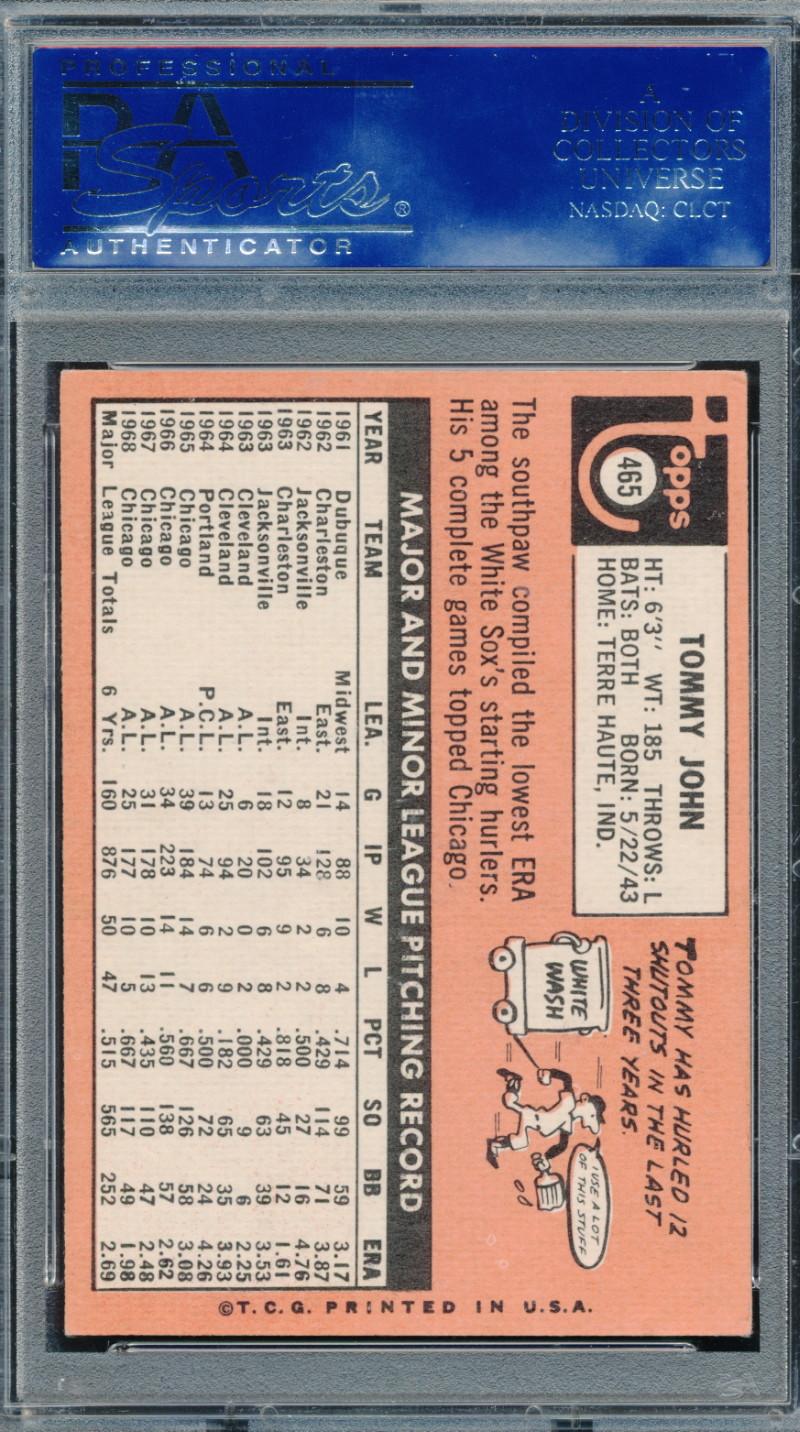 PROFESSIONAL
PSA
Sports®
AUTHENTICATOR
A
DIVISION OF
COLLECTORS
UNIVERSE
NASDAQ: CLCT
Topps
465
TOMMY JOHN
HT: 6'3" WT: 185 THROWS: L
BATS: BOTH BORN: 5/22/43
HOME: TERRE HAUTE, IND.
TOMMY HAS HURLED 12
SHUTOUTS IN THE LAST
THREE YEARS.
I USE A LOT
OF THIS STUFF
WHITE
WASH
The southpaw compiled the lowest ERA
among the White Sox's starting hurlers.
His 5 complete games topped Chicago.
MAJOR AND MINOR LEAGUE PITCHING RECORD
YEAR TEAM LEA. G IP W L PCT SO BB ERA
1961 Dubuque Midwest 14 88 10 4 .714 99 59 3.17
1962 Charleston East. 21 128 6 8 .429 114 71 3.87
1962 Jacksonville Int. 8 34 2 2 .500 27 16 4.76
1963 Charleston East. 12 95 9 2 .818 45 12 1.61
1963 Jacksonville Int. 18 102 6 8 .429 63 39 3.53
1963 Cleveland A.L. 6 20 0 2 .000 9 6 2.25
1964 Cleveland A.L. 25 94 2 9 .182 65 35 3.93
1964 Portland P.C.L. 13 74 6 6 .500 72 24 4.26
1965 Chicago A.L. 39 184 14 7 .667 126 58 3.08
1966 Chicago A.L. 34 223 14 11 .560 138 57 2.62
1967 Chicago A.L. 31 178 10 13 .435 110 47 2.48
1968 Chicago A.L. 25 177 10 5 .667 117 49 1.98
Major League Totals 6 Yrs. 160 876 50 47 .515 565 252 2.69
©T.C.G. PRINTED IN U.S.A.